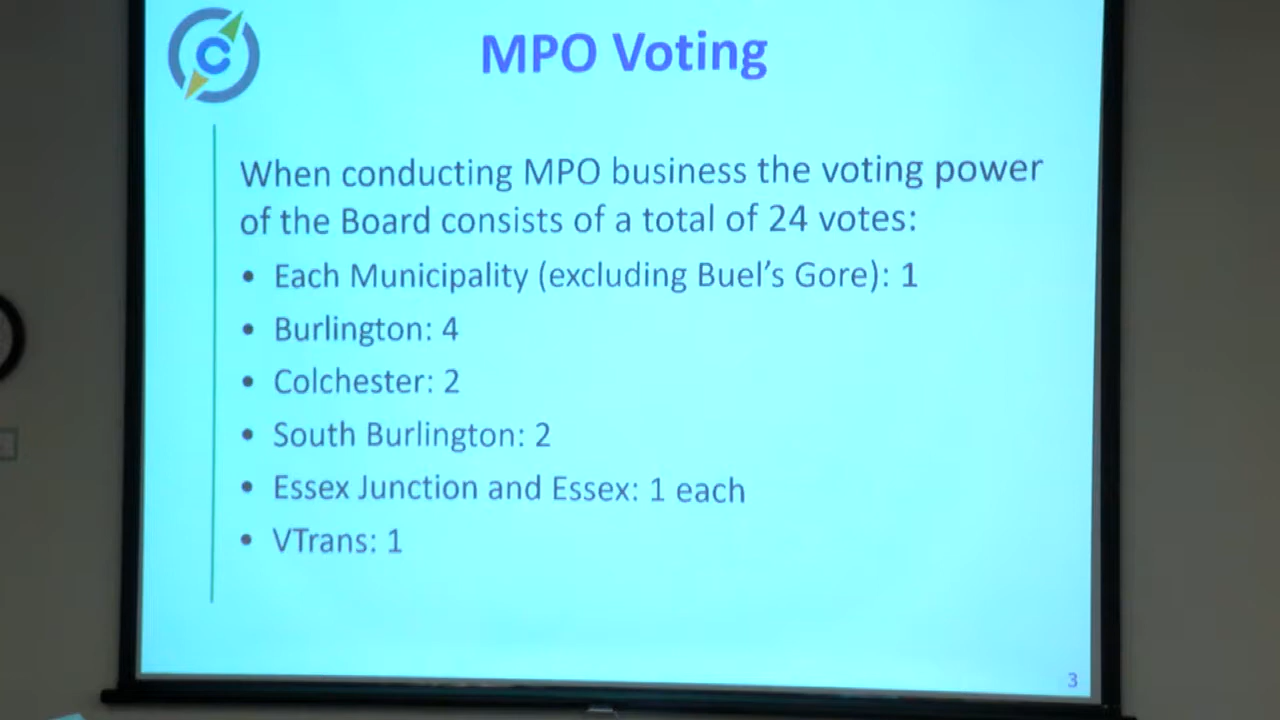 C
MPO Voting
When conducting MPO business the voting power
of the Board consists of a total of 24 votes:
• Each Municipality (excluding Buel's Gore): 1
• Burlington: 4
• Colchester: 2
• South Burlington: 2
• Essex Junction and Essex: 1 each
• VTrans: 1
3